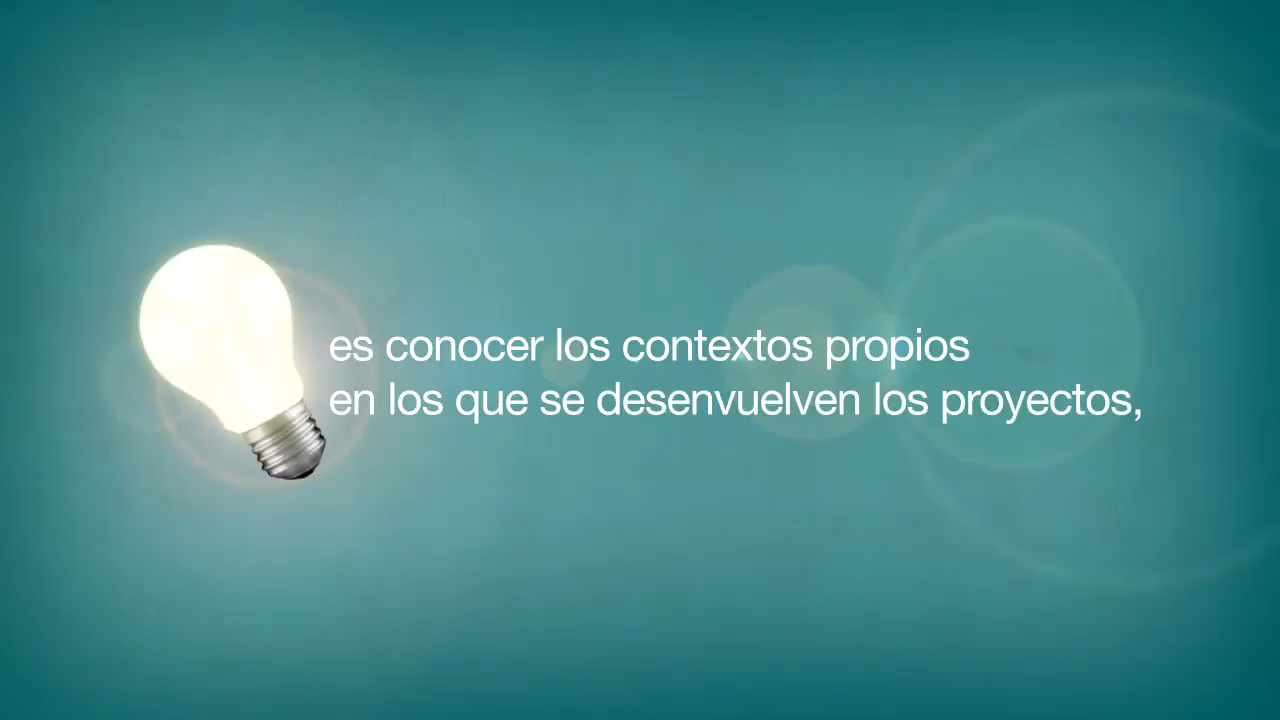 es conocer los contextos propios
en los que se desenvuelven los proyectos,